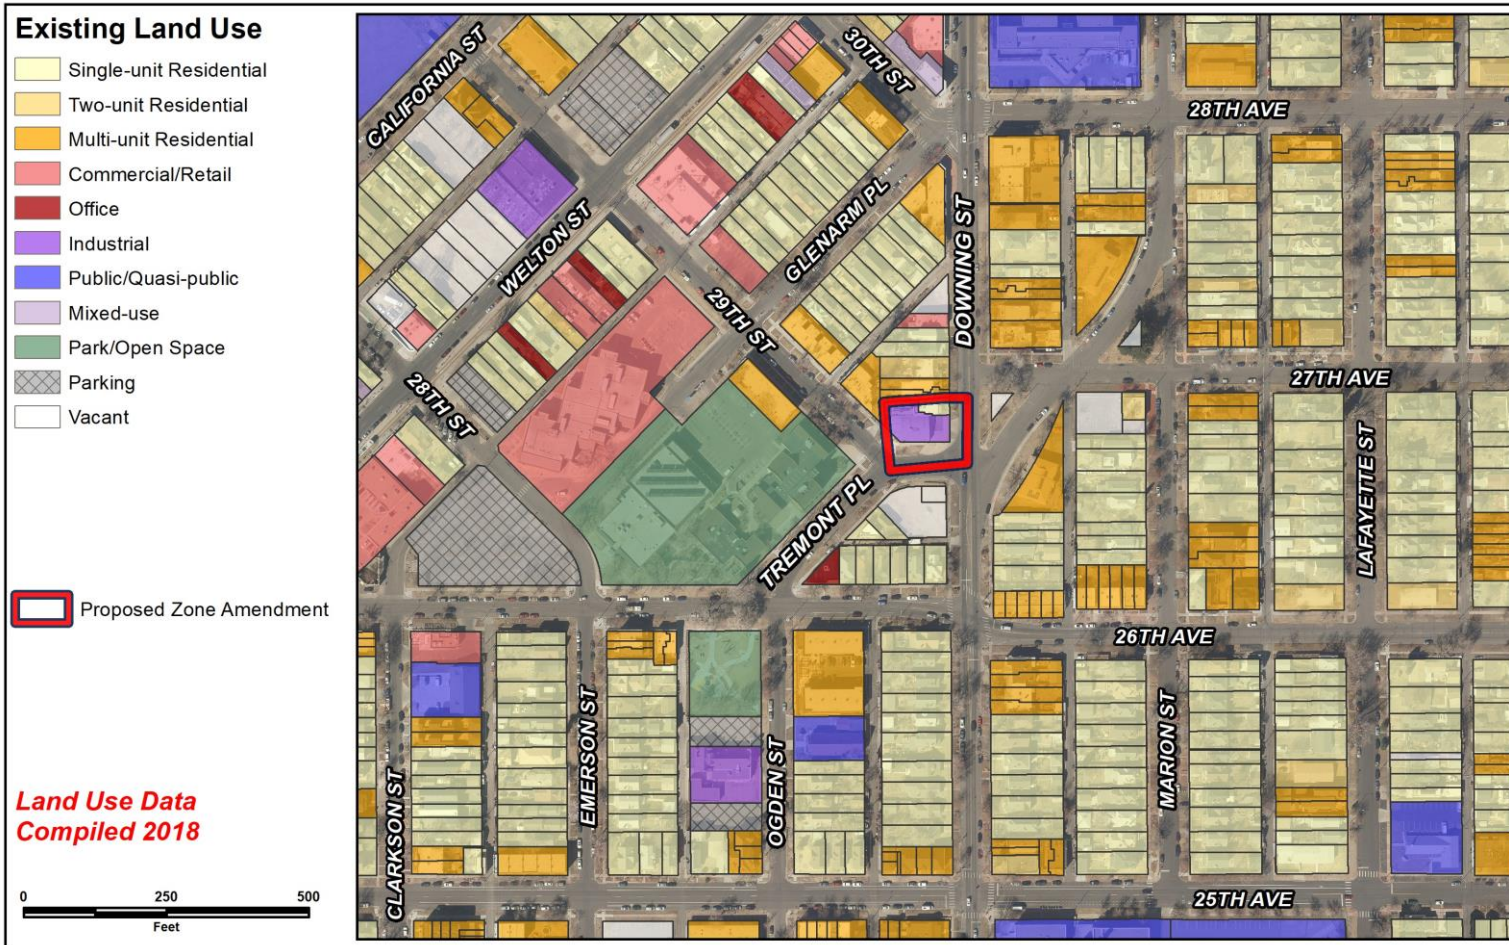 Existing Land Use
Single-unit Residential
Two-unit Residential
Multi-unit Residential
Commercial/Retail
Office
Industrial
Public/Quasi-public
Mixed-use
Park/Open Space
Parking
Vacant
Proposed Zone Amendment
Land Use Data
Compiled 2018
0 250 500
Feet
CALIFORNIA ST
30TH ST
28TH AVE
WELTON ST
GLENARM PL
DOWNING ST
29TH ST
27TH AVE
28TH ST
LAFAYETTE ST
TREMONT PL
26TH AVE
CLARKSON ST
EMERSON ST
OGDEN ST
MARION ST
25TH AVE